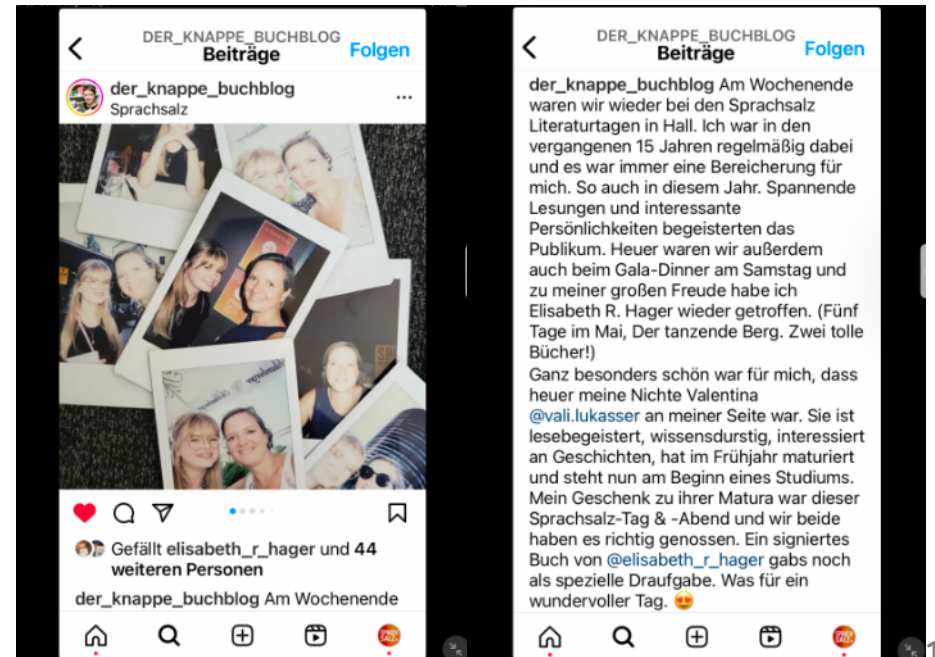 DER_KNAPPE_BUCHBLOG
Beiträge
Folgen
der_knappe_buchblog
Sprachsalz
Gefällt elisabeth_r_hager und 44
weiteren Personen
der_knappe_buchblog Am Wochenende
DER_KNAPPE_BUCHBLOG
Beiträge
Folgen
der_knappe_buchblog Am Wochenende
waren wir wieder bei den Sprachsalz
Literaturtagen in Hall. Ich war in den
vergangenen 15 Jahren regelmäßig dabei
und es war immer eine Bereicherung für
mich. So auch in diesem Jahr. Spannende
Lesungen und interessante
Persönlichkeiten begeisterten das
Publikum. Heuer waren wir außerdem
auch beim Gala-Dinner am Samstag und
zu meiner großen Freude habe ich
Elisabeth R. Hager wieder getroffen. (Fünf
Tage im Mai, Der tanzende Berg. Zwei tolle
Bücher!)
Ganz besonders schön war für mich, dass
heuer meine Nichte Valentina
@vali.lukasser an meiner Seite war. Sie ist
lesebegeistert, wissensdurstig, interessiert
an Geschichten, hat im Frühjahr maturiert
und steht nun am Beginn eines Studiums.
Mein Geschenk zu ihrer Matura war dieser
Sprachsalz-Tag & -Abend und wir beide
haben es richtig genossen. Ein signiertes
Buch von @elisabeth_r_hager gabs noch
als spezielle Draufgabe. Was für ein
wundervoller Tag. 😍
1